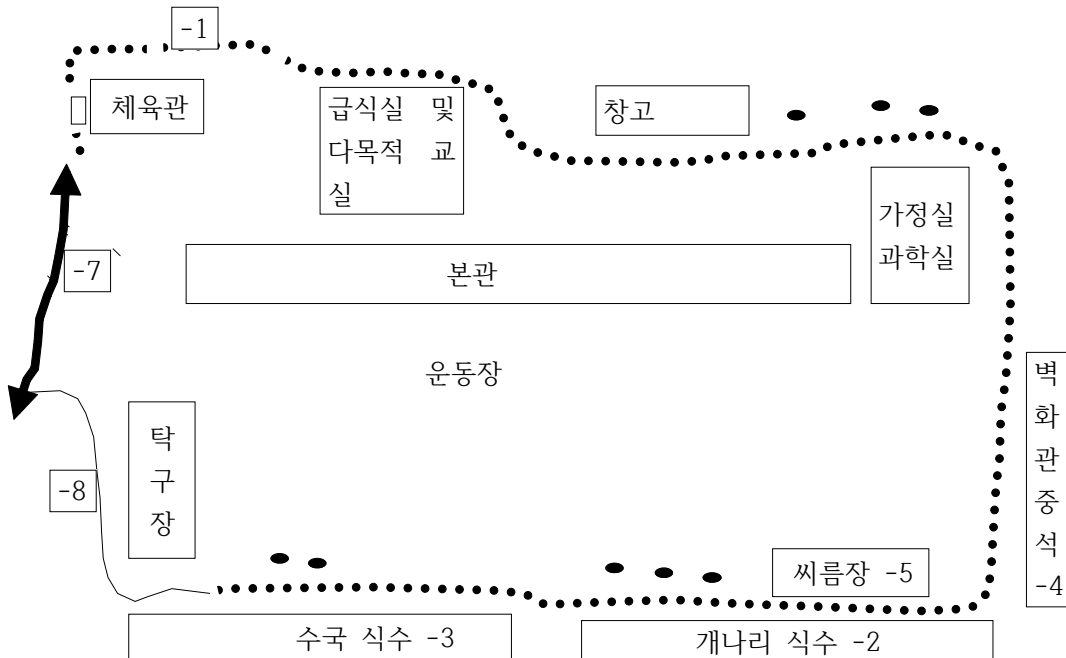 -1
체육관
급식실 및
다목적 교
실
창고
가정실
과학실
-7
본관
운동장
벽
화
관
중
석
-4
탁
구
장
-8
씨름장 -5
수국 식수 -3
개나리 식수 -2